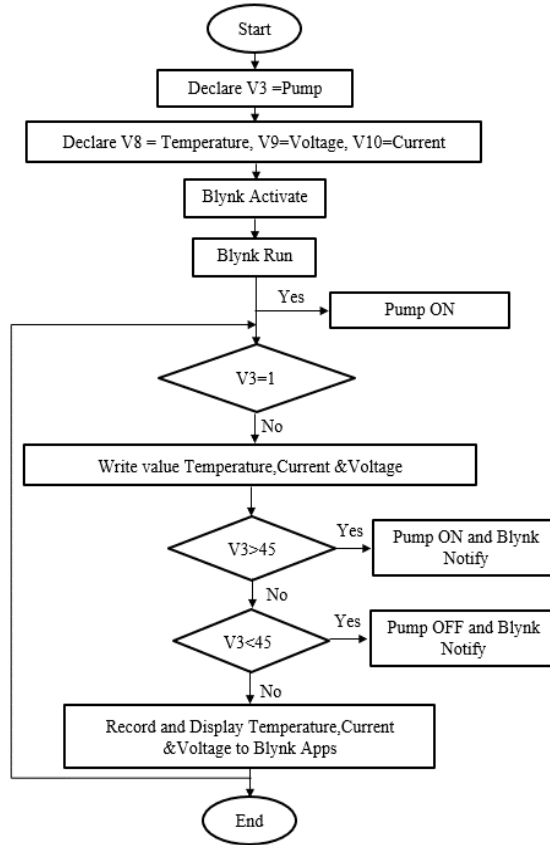 Start
Declare V3 =Pump
Declare V8 = Temperature, V9=Voltage, V10=Current
Blynk Activate
Blynk Run
Yes
Pump ON
V3=1
No
Write value Temperature,Current &Voltage
V3>45
Yes
Pump ON and Blynk
Notify
No
V3<45
Yes
Pump OFF and Blynk
Notify
No
Record and Display Temperature,Current
&Voltage to Blynk Apps
End